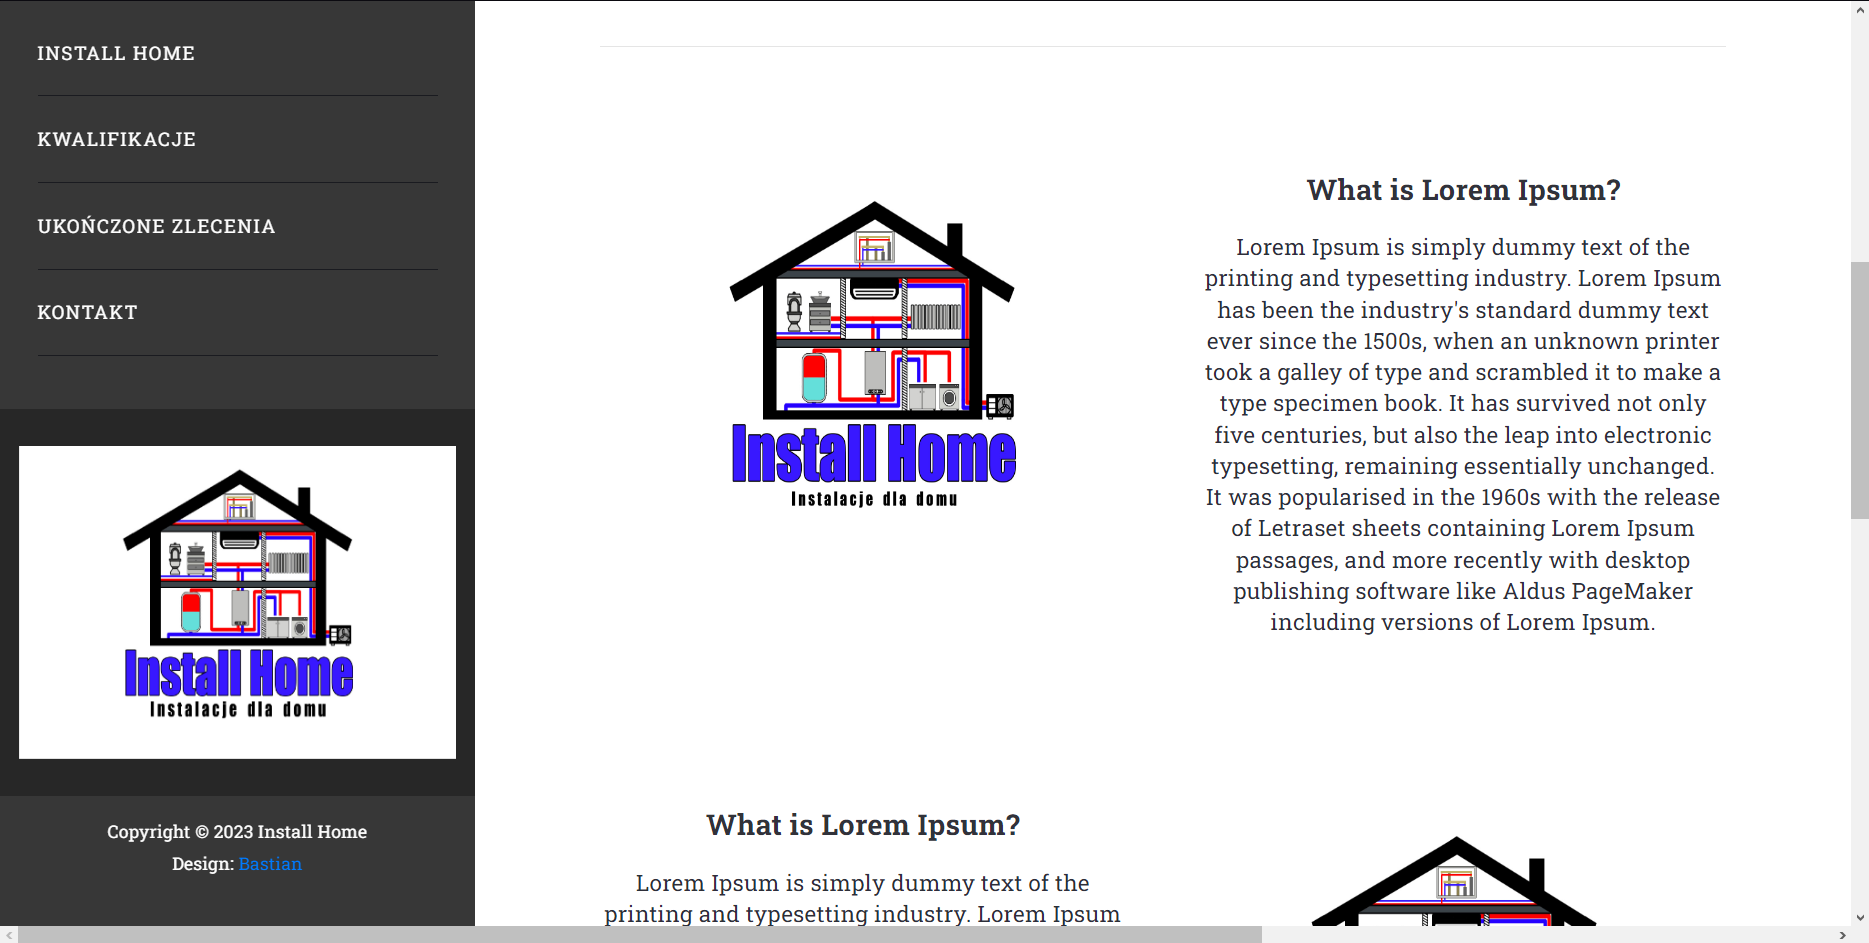 INSTALL HOME
KWALIFIKACJE
UKOŃCZONE ZLECENIA
KONTAKT
Install Home
Instalacje dla domu
Copyright © 2023 Install Home
Design: Bastian
Install Home
Instalacje dla domu
What is Lorem Ipsum?
Lorem Ipsum is simply dummy text of the
printing and typesetting industry. Lorem Ipsum
has been the industry's standard dummy text
ever since the 1500s, when an unknown printer
took a galley of type and scrambled it to make a
type specimen book. It has survived not only
five centuries, but also the leap into electronic
typesetting, remaining essentially unchanged.
It was popularised in the 1960s with the release
of Letraset sheets containing Lorem Ipsum
passages, and more recently with desktop
publishing software like Aldus PageMaker
including versions of Lorem Ipsum.
What is Lorem Ipsum?
Lorem Ipsum is simply dummy text of the
printing and typesetting industry. Lorem Ipsum